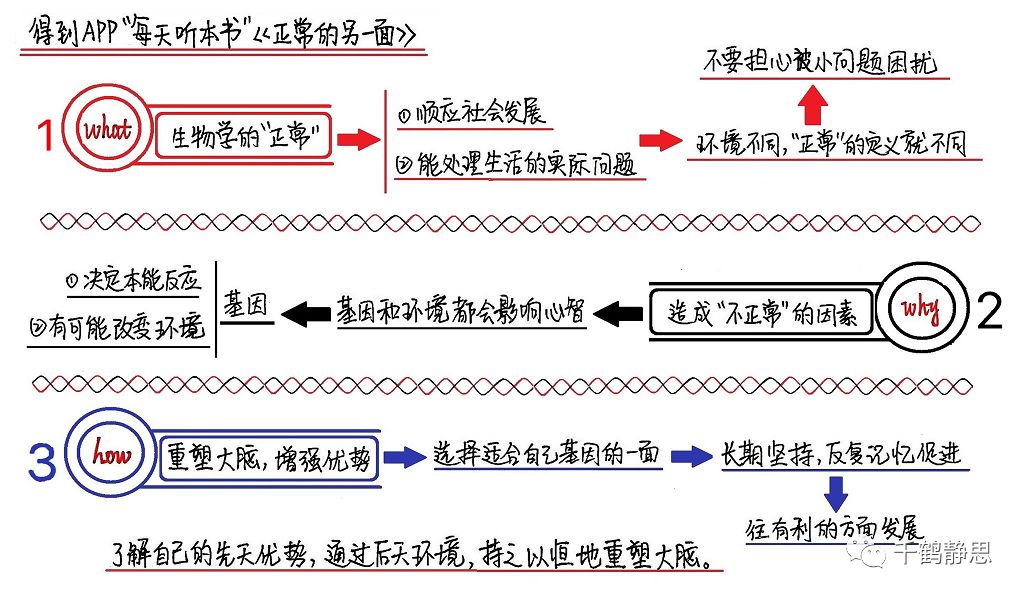 得到APP“每天听本书”《正常的另一面》
1
what
生物学的“正常”
①顺应社会发展
②能处理生活的实际问题
环境不同,“正常”的定义就不同
不要担心被小问题困扰
2
why
造成“不正常”的因素
基因和环境都会影响心智
基因
①决定本能反应
②有可能改变环境
3
how
重塑大脑,增强优势
选择适合自己基因的一面
长期坚持,反复记忆促进
往有利的方面发展
了解自己的先天优势,通过后天环境,持之以恒地重塑大脑。
千鹤静思